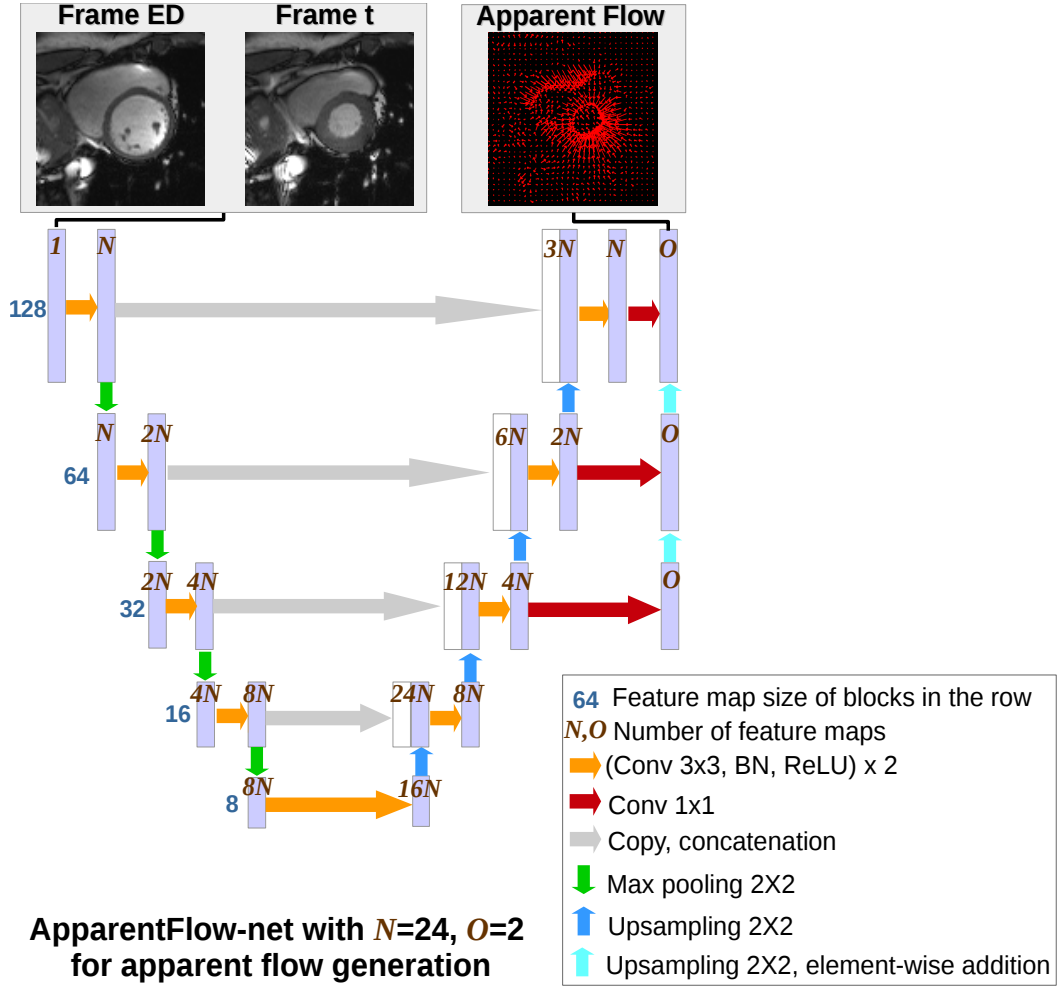 Frame ED Frame t Apparent Flow
1 N 3N N O
128
N 2N 6N 2N O
64
2N 4N 12N 4N O
32
4N 8N 24N 8N
16
8N 16N
8
64 Feature map size of blocks in the row
N,O Number of feature maps
(Conv 3x3, BN, ReLU) x 2
Conv 1x1
Copy, concatenation
Max pooling 2X2
Upsampling 2X2
Upsampling 2X2, element-wise addition
ApparentFlow-net with N=24, O=2
for apparent flow generation